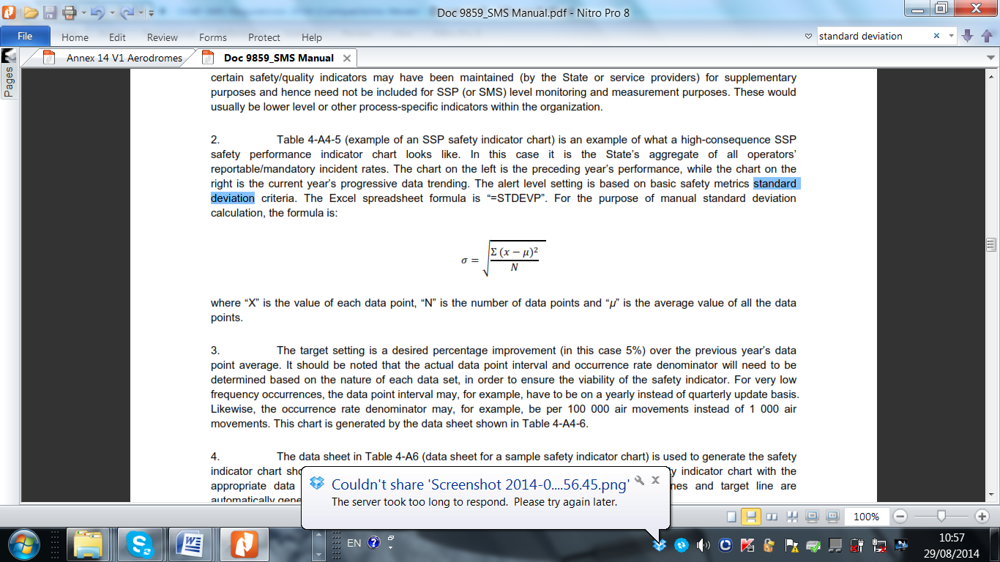 Doc 9859_SMS Manual.pdf - Nitro Pro 8
File Home Edit Review Forms Protect Help standard deviation
Annex 14 V1 Aerodromes Doc 9859_SMS Manual
Pages
certain safety/quality indicators may have been maintained (by the State or service providers) for supplementary
purposes and hence need not be included for SSP (or SMS) level monitoring and measurement purposes. These would
usually be lower level or other process-specific indicators within the organization.
2. Table 4-A4-5 (example of an SSP safety indicator chart) is an example of what a high-consequence SSP
safety performance indicator chart looks like. In this case it is the State’s aggregate of all operators’
reportable/mandatory incident rates. The chart on the left is the preceding year’s performance, while the chart on the
right is the current year’s progressive data trending. The alert level setting is based on basic safety metrics standard
deviation criteria. The Excel spreadsheet formula is “=STDEVP”. For the purpose of manual standard deviation
calculation, the formula is:
σ = √(Σ (x − μ)² / N)
where “X” is the value of each data point, “N” is the number of data points and “μ” is the average value of all the data
points.
3. The target setting is a desired percentage improvement (in this case 5%) over the previous year’s data
point average. It should be noted that the actual data point interval and occurrence rate denominator will need to be
determined based on the nature of each data set, in order to ensure the viability of the safety indicator. For very low
frequency occurrences, the data point interval may, for example, have to be on a yearly instead of quarterly update basis.
Likewise, the occurrence rate denominator may, for example, be per 100 000 air movements instead of 1 000 air
movements. This chart is generated by the data sheet shown in Table 4-A4-6.
4. The data sheet in Table 4-A6 (data sheet for a sample safety indicator chart) is used to generate the safety
indicator chart indicator chart with the
appropriate data and target line are
automatically
Couldn't share 'Screenshot 2014-0....56.45.png'
The server took too long to respond. Please try again later.
100%
EN
10:57
29/08/2014